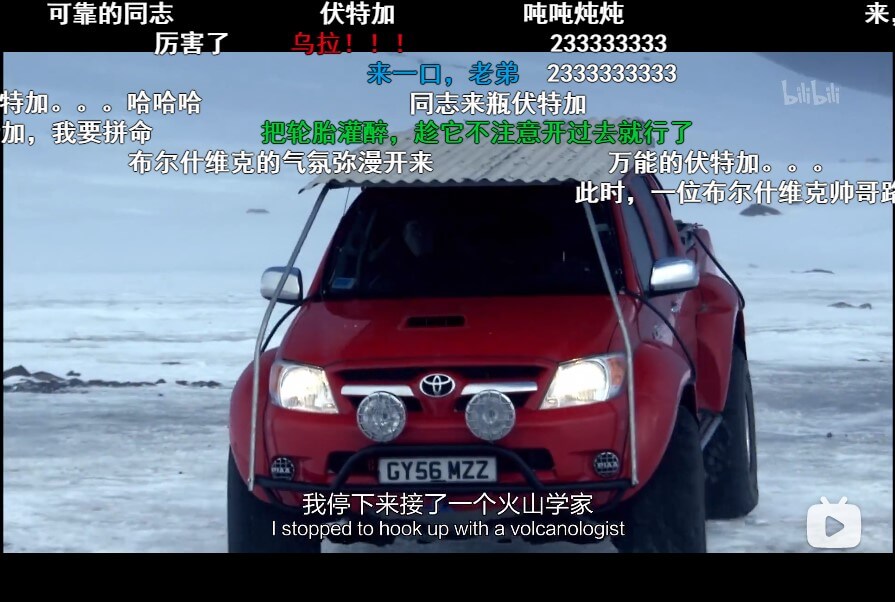 可靠的同志 伏特加 吨吨炖炖 来,
厉害了 乌拉！！！ 233333333
来一口，老弟 2333333333
特加。。。哈哈哈 同志来瓶伏特加
bilibili
加，我要拼命 把轮胎灌醉，趁它不注意开过去就行了
布尔什维克的气氛弥漫开来 万能的伏特加。。。
此时，一位布尔什维克帅哥路
GY56 MZZ
我停下来接了一个火山学家
I stopped to hook up with a volcanologist